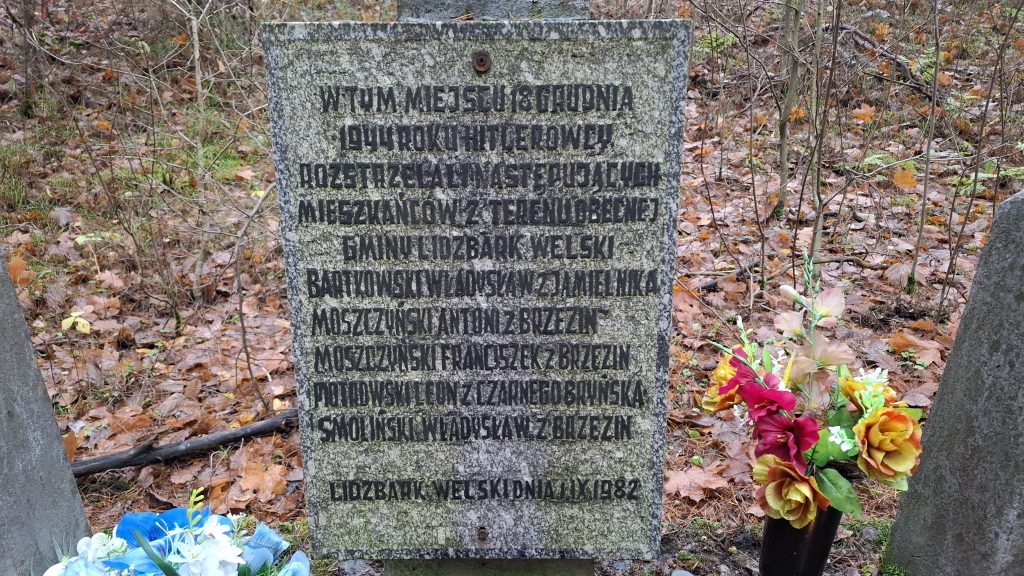 W TYM MIEJSCU 18 GRUDNIA
1944 ROKU HITLEROWCY
ROZSTRZELALI NASTĘPUJĄCYCH
MIESZKAŃCÓW Z TERENU OBECNEJ
GMINY LIDZBARK WELSKI
BARTKOWSKI WŁADYSŁAW Z JAMIELNIKA
MOSZCZYŃSKI ANTONI Z BRZEZIN
MOSZCZYŃSKI FRANCISZEK Z BRZEZIN
PIOTROWSKI LEON Z CZARNEGO BRYŃSKA
SMOLIŃSKI WŁADYSŁAW Z BRZEZIN
LIDZBARK WELSKI DNIA 1.IX.1982